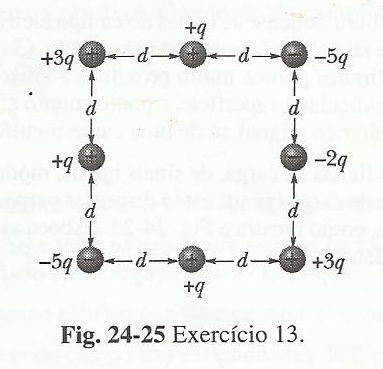 +q
+3q d d -5q
d d
+q -2q
d d
-5q d d +3q
+q
Fig. 24-25 Exercício 13.